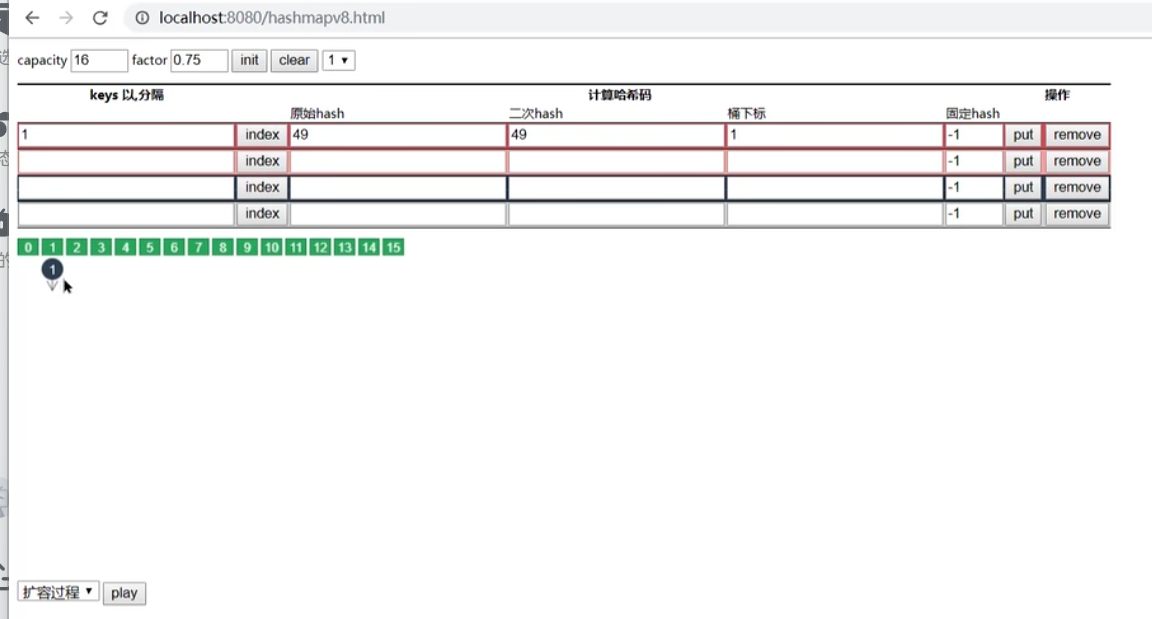 localhost:8080/hashmapv8.html
capacity 16 factor 0.75 init clear 1
keys 以,分隔 计算哈希码 操作
原始hash 二次hash 桶下标 固定hash
1 index 49 49 1 -1 put remove
index -1 put remove
index -1 put remove
index -1 put remove
0 1 2 3 4 5 6 7 8 9 10 11 12 13 14 15
1
扩容过程 play